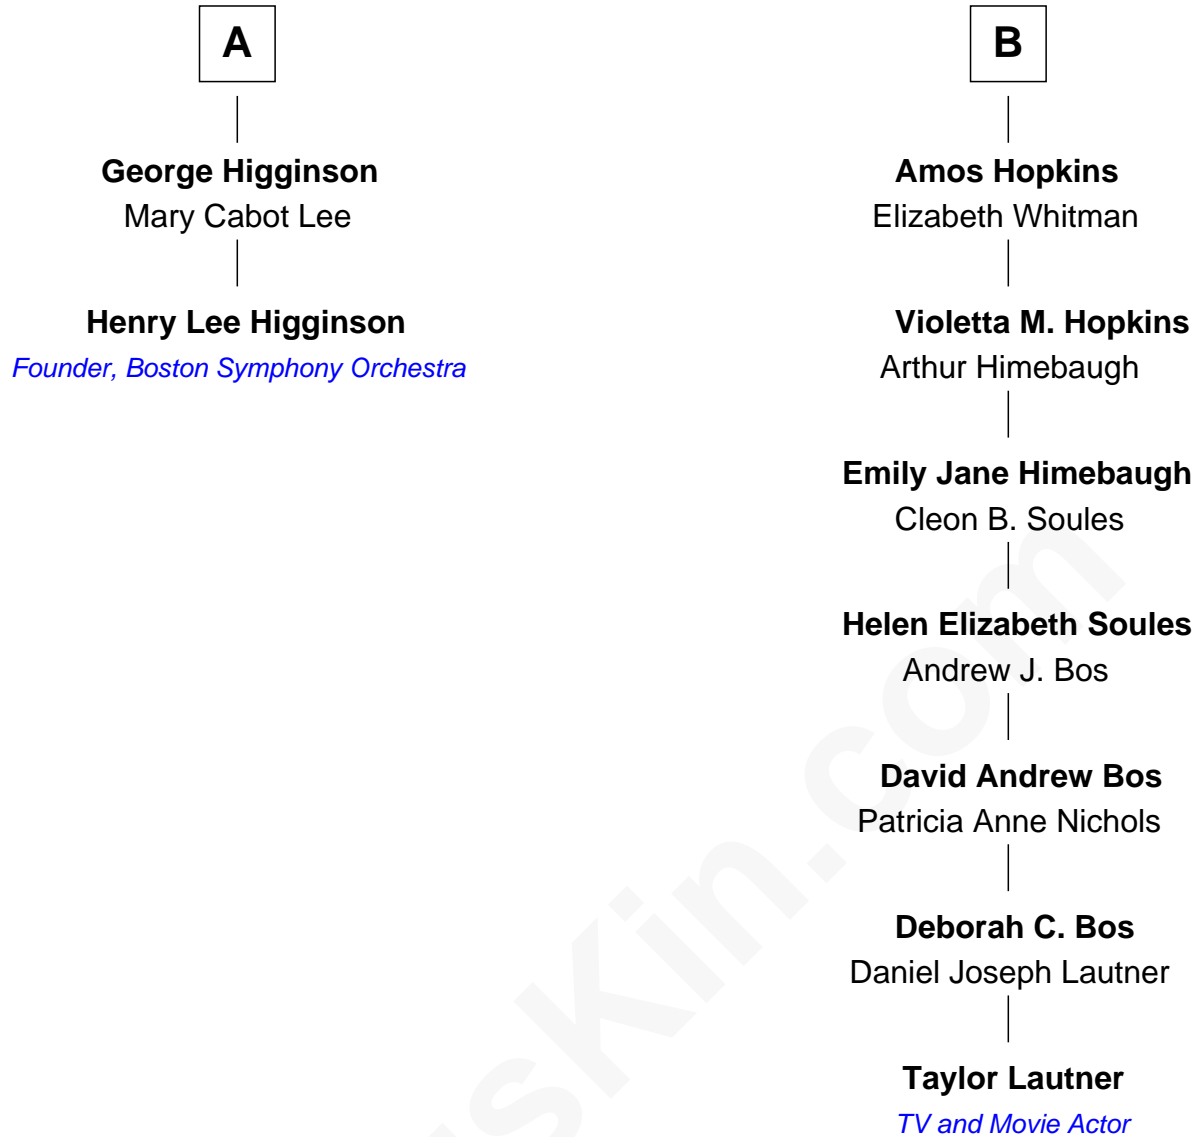 A
George Higginson
Mary Cabot Lee
Henry Lee Higginson
Founder, Boston Symphony Orchestra
B
Amos Hopkins
Elizabeth Whitman
Violetta M. Hopkins
Arthur Himebaugh
Emily Jane Himebaugh
Cleon B. Soules
Helen Elizabeth Soules
Andrew J. Bos
David Andrew Bos
Patricia Anne Nichols
Deborah C. Bos
Daniel Joseph Lautner
Taylor Lautner
TV and Movie Actor